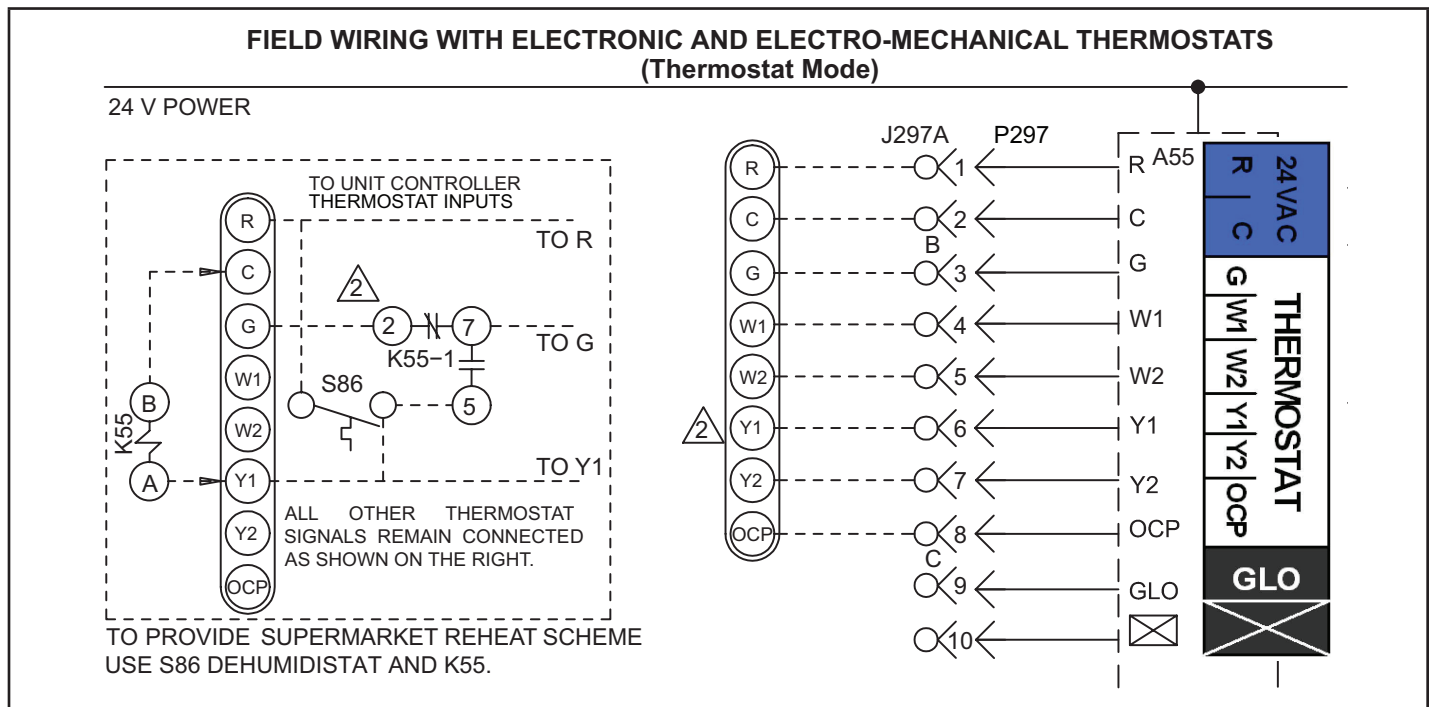 FIELD WIRING WITH ELECTRONIC AND ELECTRO-MECHANICAL THERMOSTATS
(Thermostat Mode)
24 V POWER
TO UNIT CONTROLLER
THERMOSTAT INPUTS
R
TO R
C
2
G
2
7
TO G
K55-1
W1
S86
B
5
W2
K55
A
Y1
TO Y1
Y2
ALL OTHER THERMOSTAT
SIGNALS REMAIN CONNECTED
AS SHOWN ON THE RIGHT.
OCP
TO PROVIDE SUPERMARKET REHEAT SCHEME
USE S86 DEHUMIDISTAT AND K55.
J297A P297
R 1 R A55
C 2 C
B
G 3 G
W1 4 W1
W2 5 W2
2 Y1 6 Y1
Y2 7 Y2
OCP 8 OCP
C
9 GLO
10
24VAC
R C
THERMOSTAT
G W1 W2 Y1 Y2 OCP
GLO